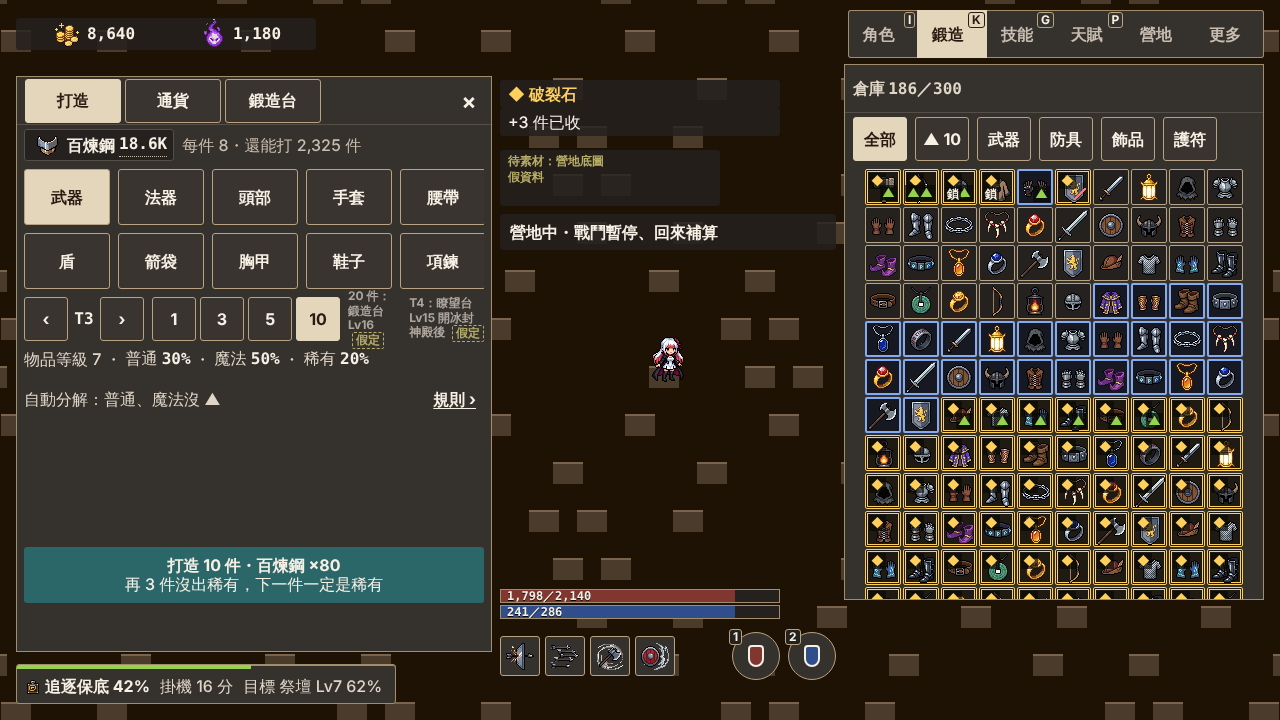 8,640
1,180
角色 I
鍛造 K
技能 G
天賦 P
營地
更多
打造
通貨
鍛造台
×
百煉鋼 18.6K
每件 8・還能打 2,325 件
武器
法器
頭部
手套
腰帶
盾
箭袋
胸甲
鞋子
項鍊
‹ T3 ›
1
3
5
10
20 件：
鍛造台
Lv16
假定
T4：瞭望台
Lv15 開冰封
神殿後 假定
物品等級 7 ・ 普通 30% ・ 魔法 50% ・ 稀有 20%
自動分解：普通、魔法沒 ▲
規則 ›
打造 10 件・百煉鋼 ×80
再 3 件沒出稀有，下一件一定是稀有
追逐保底 42% 掛機 16 分 目標 祭壇 Lv7 62%
◆ 破裂石
+3 件已收
待素材：營地底圖
假資料
營地中・戰鬥暫停、回來補算
1,798／2,140
241／286
1
2
倉庫 186／300
全部
▲ 10
武器
防具
飾品
護符
鎖
鎖